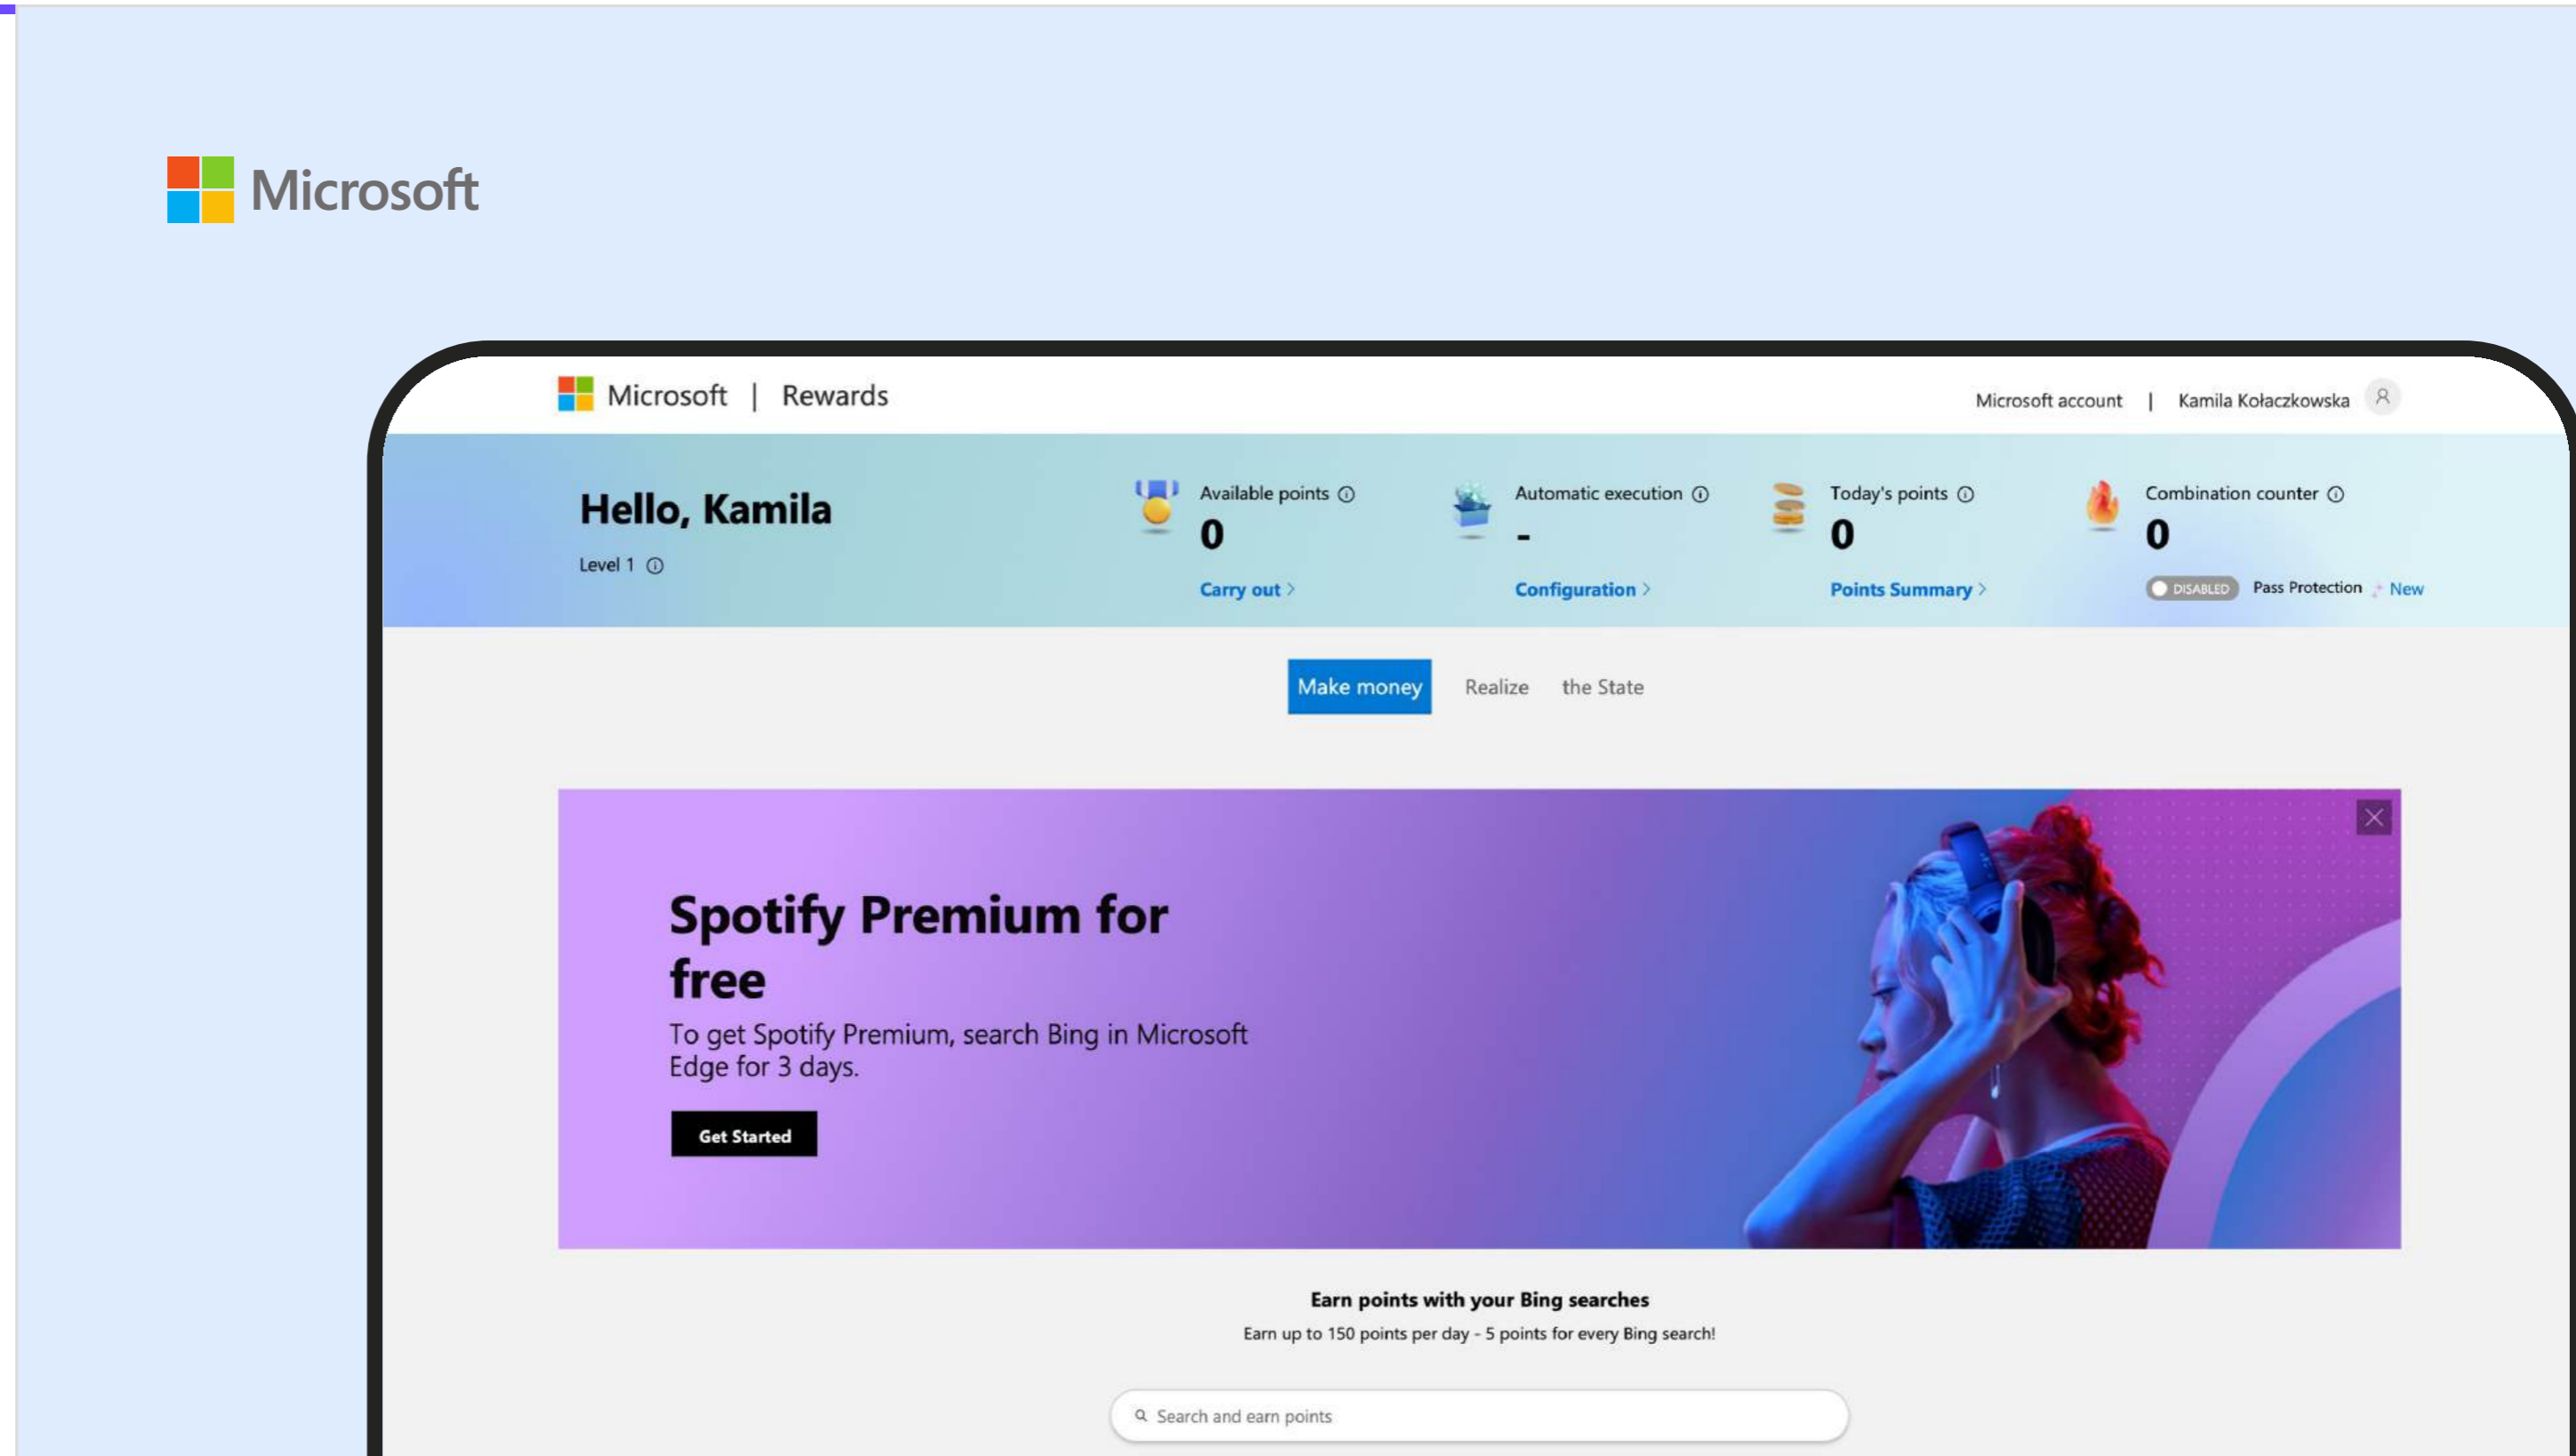 Microsoft
Microsoft | Rewards
Microsoft account | Kamila Kołaczkowska
Hello, Kamila
Level 1
Available points
0
Carry out >
Automatic execution
-
Configuration >
Today's points
0
Points Summary >
Combination counter
0
DISABLED Pass Protection New
Make money Realize the State
Spotify Premium for
free
To get Spotify Premium, search Bing in Microsoft
Edge for 3 days.
Get Started
Earn points with your Bing searches
Earn up to 150 points per day - 5 points for every Bing search!
Search and earn points